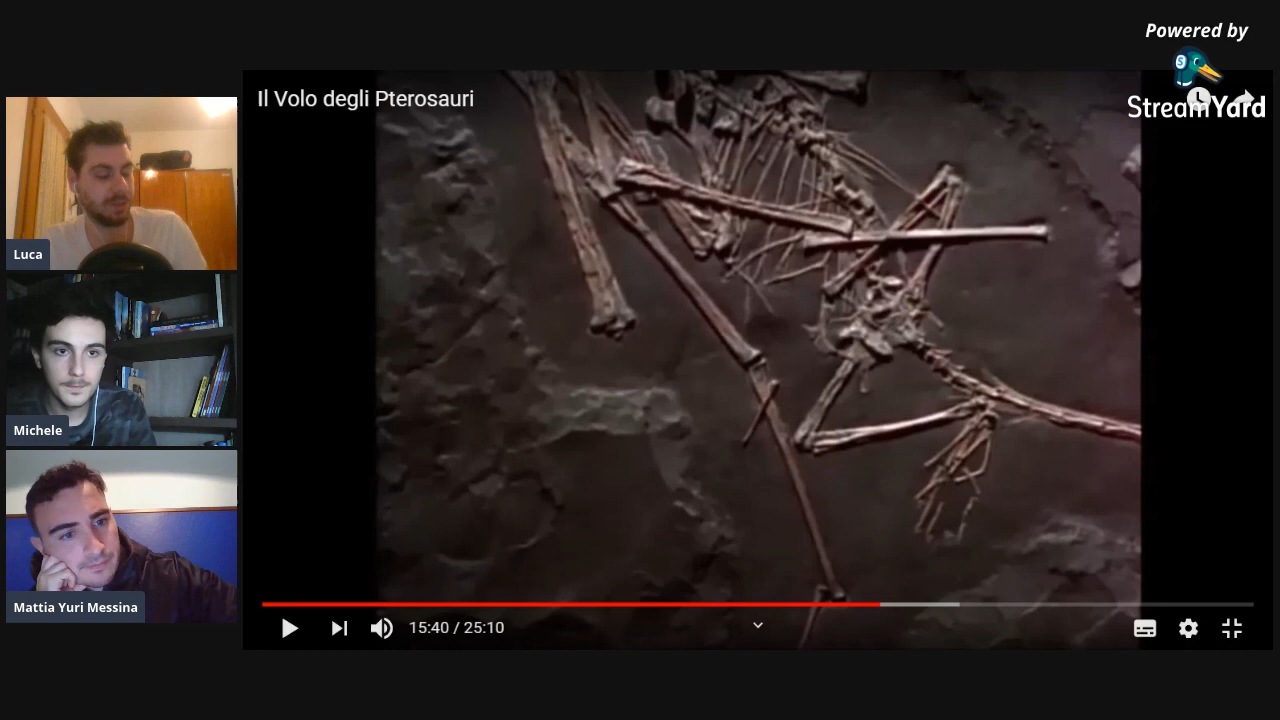 Powered by
StreamYard
Il Volo degli Pterosauri
Luca
Michele
Mattia Yuri Messina
15:40 / 25:10